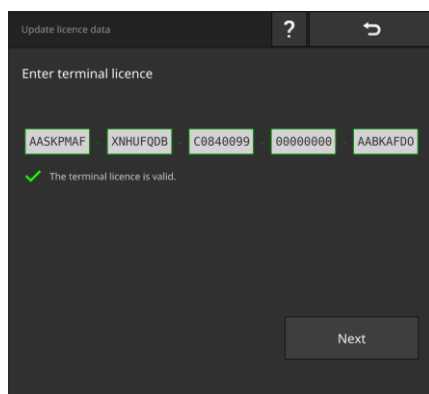 Update licence data ?
Enter terminal licence
AASKPMAF - XNHUFQDB - C0840099 - 00000000 - AABKAFDO
The terminal licence is valid.
Next